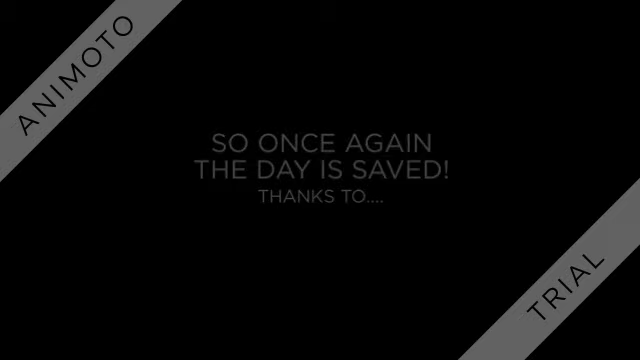 ANIMOTO
SO ONCE AGAIN
THE DAY IS SAVED!
THANKS TO....
TRIAL